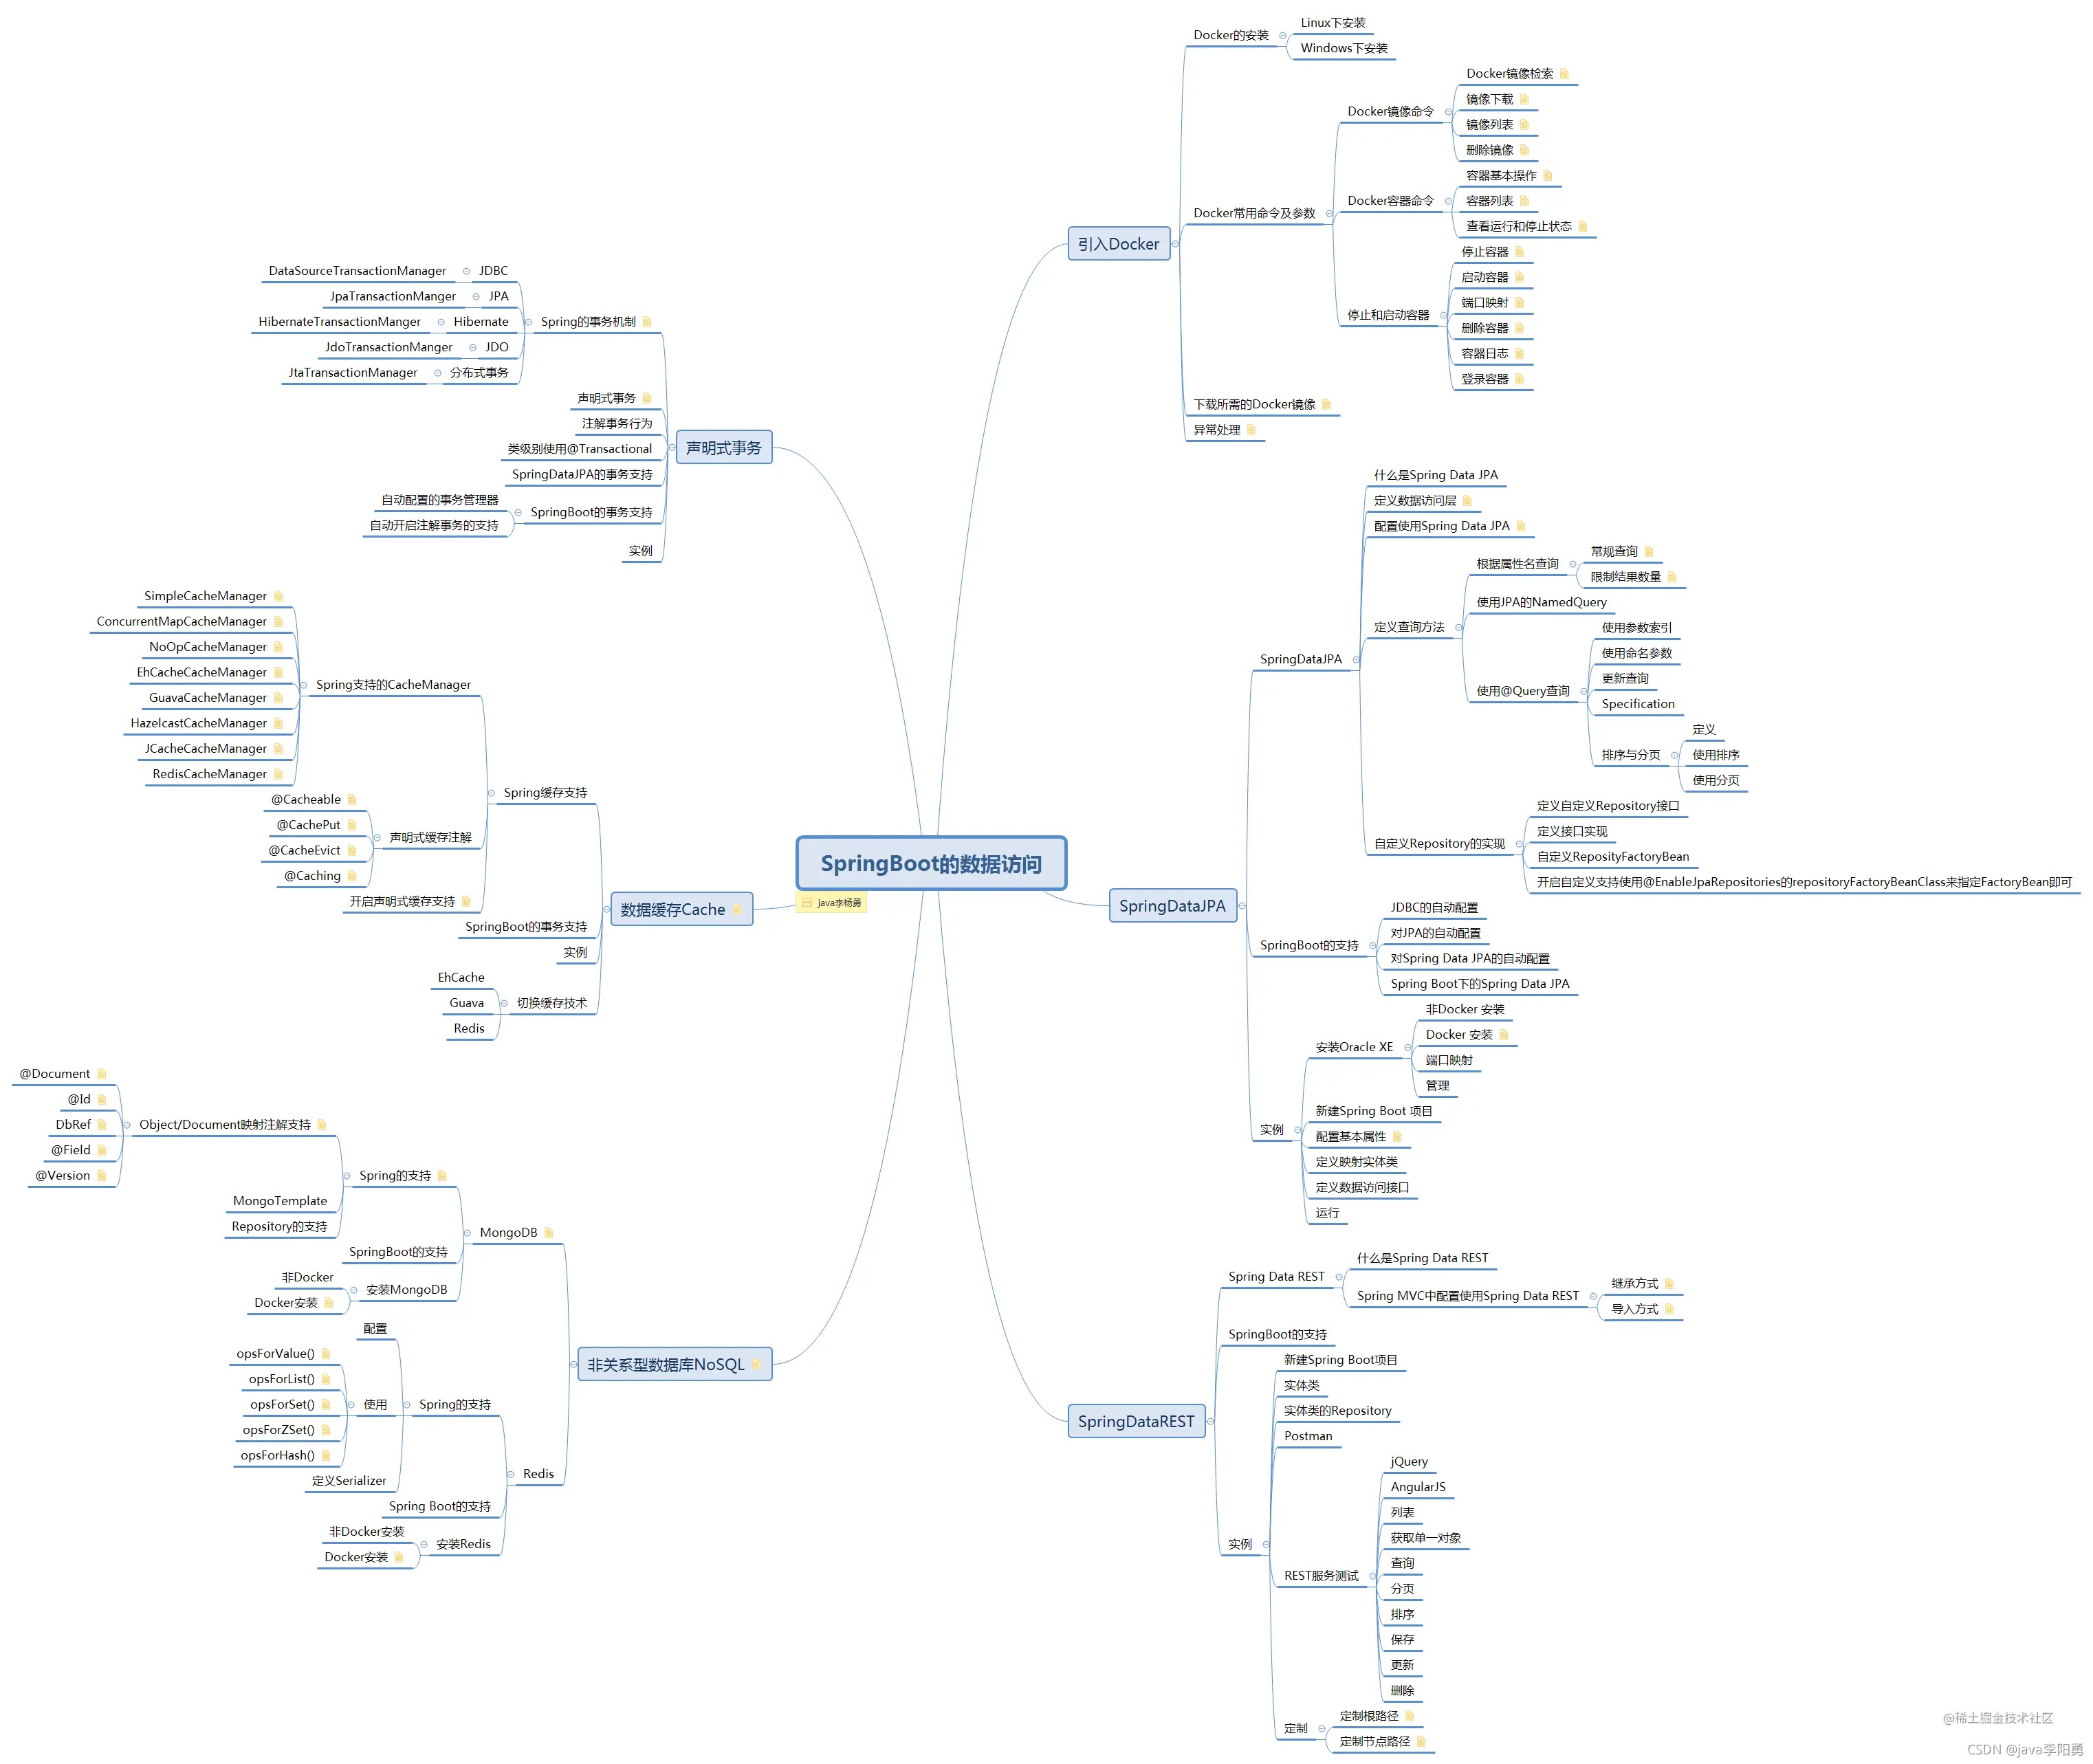 SpringBoot的数据访问
java李杨勇
引入Docker
Docker的安装
Linux下安装
Windows下安装
Docker常用命令及参数
Docker镜像命令
Docker镜像检索
镜像下载
镜像列表
删除镜像
Docker容器命令
容器基本操作
容器列表
查看运行和停止状态
停止和启动容器
停止容器
启动容器
端口映射
删除容器
容器日志
登录容器
下载所需的Docker镜像
异常处理
SpringDataJPA
SpringDataJPA
什么是Spring Data JPA
定义数据访问层
配置使用Spring Data JPA
定义查询方法
根据属性名查询
常规查询
限制结果数量
使用JPA的NamedQuery
使用@Query查询
使用参数索引
使用命名参数
更新查询
Specification
排序与分页
定义
使用排序
使用分页
自定义Repository的实现
定义自定义Repository接口
定义接口实现
自定义ReposityFactoryBean
开启自定义支持使用@EnableJpaRepositories的repositoryFactoryBeanClass来指定FactoryBean即可
SpringBoot的支持
JDBC的自动配置
对JPA的自动配置
对Spring Data JPA的自动配置
Spring Boot下的Spring Data JPA
实例
安装Oracle XE
非Docker 安装
Docker 安装
端口映射
管理
新建Spring Boot 项目
配置基本属性
定义映射实体类
定义数据访问接口
运行
SpringDataREST
Spring Data REST
什么是Spring Data REST
Spring MVC中配置使用Spring Data REST
继承方式
导入方式
SpringBoot的支持
实例
新建Spring Boot项目
实体类
实体类的Repository
Postman
REST服务测试
jQuery
AngularJS
列表
获取单一对象
查询
分页
排序
保存
更新
删除
定制
定制根路径
定制节点路径
声明式事务
Spring的事务机制
JDBC
DataSourceTransactionManager
JPA
JpaTransactionManger
Hibernate
HibernateTransactionManger
JDO
JdoTransactionManger
分布式事务
JtaTransactionManager
声明式事务
注解事务行为
类级别使用@Transactional
SpringDataJPA的事务支持
SpringBoot的事务支持
自动配置的事务管理器
自动开启注解事务的支持
实例
数据缓存Cache
Spring缓存支持
Spring支持的CacheManager
SimpleCacheManager
ConcurrentMapCacheManager
NoOpCacheManager
EhCacheCacheManager
GuavaCacheManager
HazelcastCacheManager
JCacheCacheManager
RedisCacheManager
声明式缓存注解
@Cacheable
@CachePut
@CacheEvict
@Caching
开启声明式缓存支持
SpringBoot的事务支持
实例
切换缓存技术
EhCache
Guava
Redis
非关系型数据库NoSQL
MongoDB
Spring的支持
Object/Document映射注解支持
@Document
@Id
DbRef
@Field
@Version
MongoTemplate
Repository的支持
SpringBoot的支持
安装MongoDB
非Docker
Docker安装
Redis
Spring的支持
配置
使用
opsForValue()
opsForList()
opsForSet()
opsForZSet()
opsForHash()
定义Serializer
Spring Boot的支持
安装Redis
非Docker安装
Docker安装
@稀土掘金技术社区
CSDN @java李阳勇